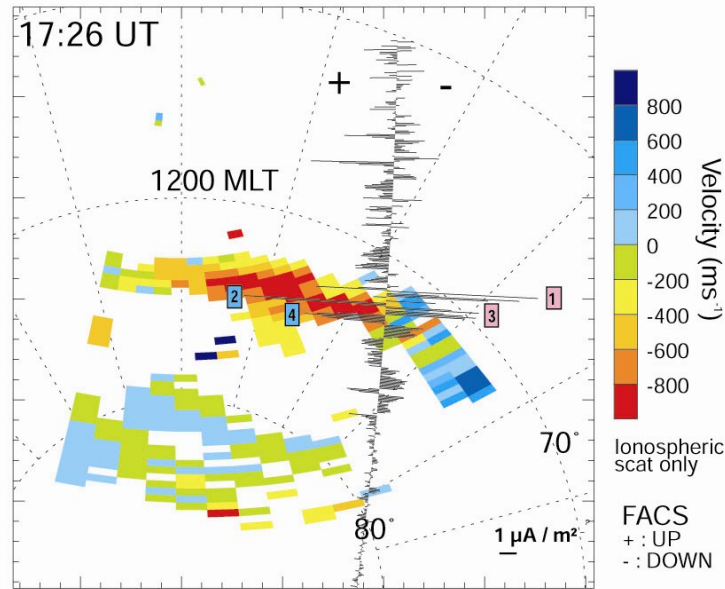 17:26 UT
+ -
1200 MLT
2
4
1
3
70°
80°
1 µA / m²
800
600
400
200
0
-200
-400
-600
-800
Velocity (ms⁻¹)
Ionospheric
scat only
FACS
+ : UP
- : DOWN